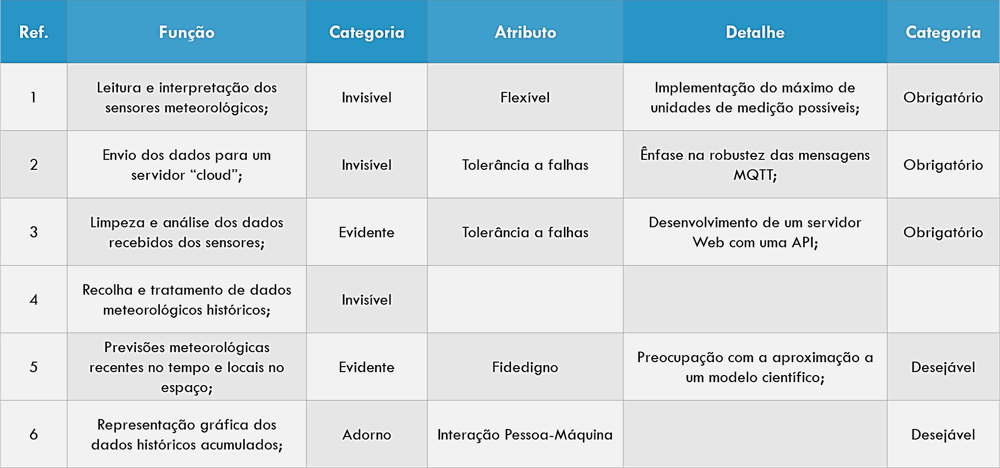 Ref. Função Categoria Atributo Detalhe Categoria
1 Leitura e interpretação dos sensores meteorológicos; Invisível Flexível Implementação do máximo de unidades de medição possíveis; Obrigatório
2 Envio dos dados para um servidor “cloud”; Invisível Tolerância a falhas Ênfase na robustez das mensagens MQTT; Obrigatório
3 Limpeza e análise dos dados recebidos dos sensores; Evidente Tolerância a falhas Desenvolvimento de um servidor Web com uma API; Obrigatório
4 Recolha e tratamento de dados meteorológicos históricos; Invisível
5 Previsões meteorológicas recentes no tempo e locais no espaço; Evidente Fidedigno Preocupação com a aproximação a um modelo científico; Desejável
6 Representação gráfica dos dados históricos acumulados; Adorno Interação Pessoa-Máquina Desejável